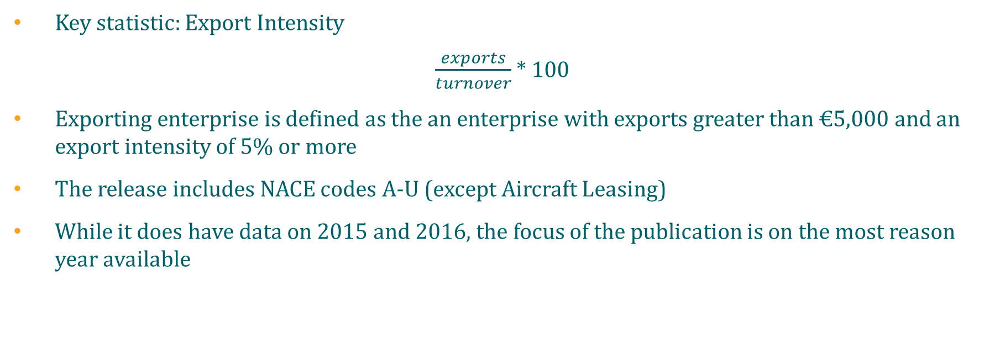 • Key statistic: Export Intensity
exports
turnover
* 100
• Exporting enterprise is defined as the an enterprise with exports greater than €5,000 and an
export intensity of 5% or more
• The release includes NACE codes A-U (except Aircraft Leasing)
• While it does have data on 2015 and 2016, the focus of the publication is on the most reason
year available